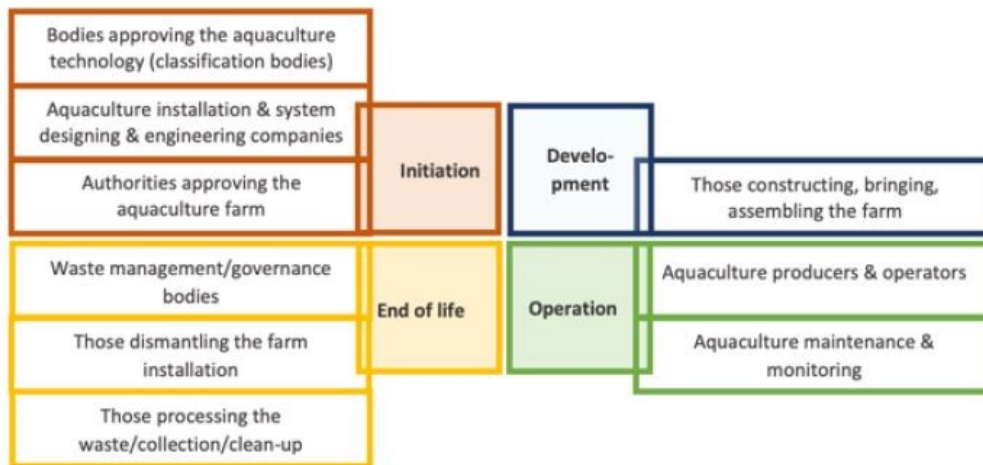 Bodies approving the aquaculture
technology (classification bodies)
Aquaculture installation & system
designing & engineering companies
Authorities approving the
aquaculture farm
Initiation
Develo-
pment
Those constructing, bringing,
assembling the farm
Waste management/governance
bodies
Those dismantling the farm
installation
Those processing the
waste/collection/clean-up
End of life
Operation
Aquaculture producers & operators
Aquaculture maintenance &
monitoring